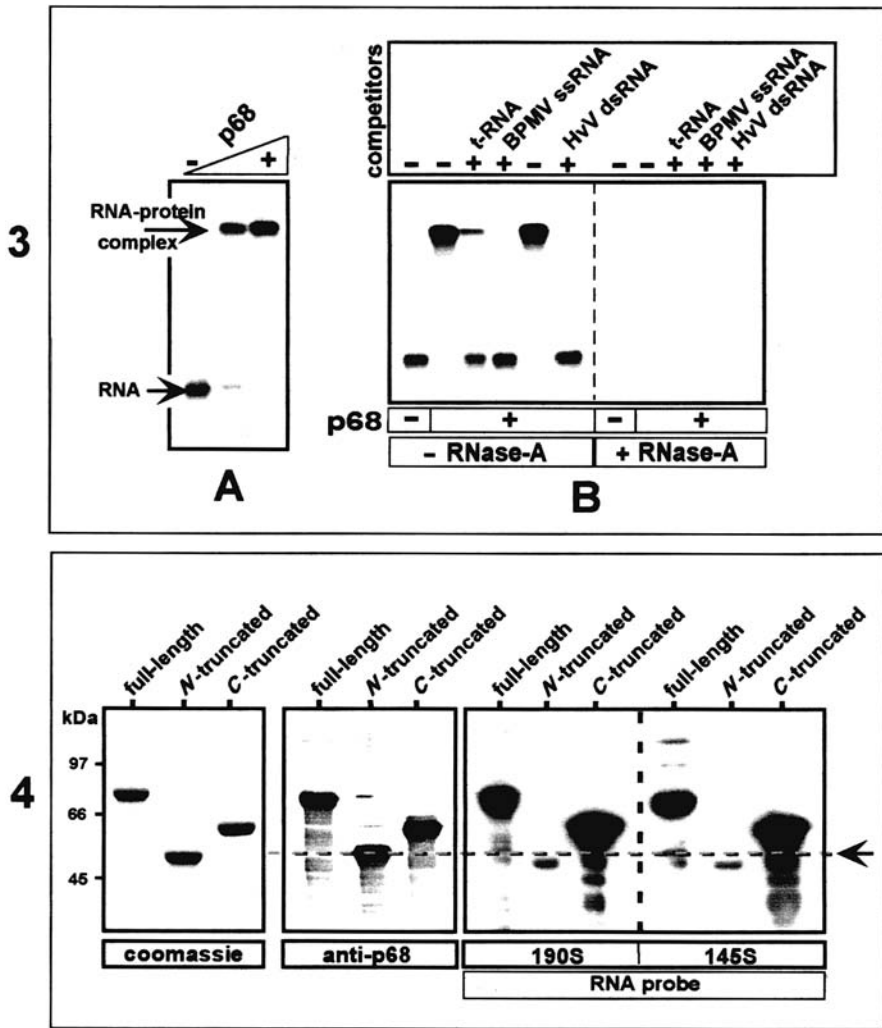 3
p68
- +
RNA-protein
complex
RNA
A
competitors
t-RNA
BPMV ssRNA
HvV dsRNA
t-RNA
BPMV ssRNA
HvV dsRNA
- - + + - + - - + + +
p68 - + - +
- RNase-A + RNase-A
B
4
full-length
N-truncated
C-truncated
full-length
N-truncated
C-truncated
full-length
N-truncated
C-truncated
full-length
N-truncated
C-truncated
kDa
97
66
45
coomassie anti-p68 190S 145S
RNA probe